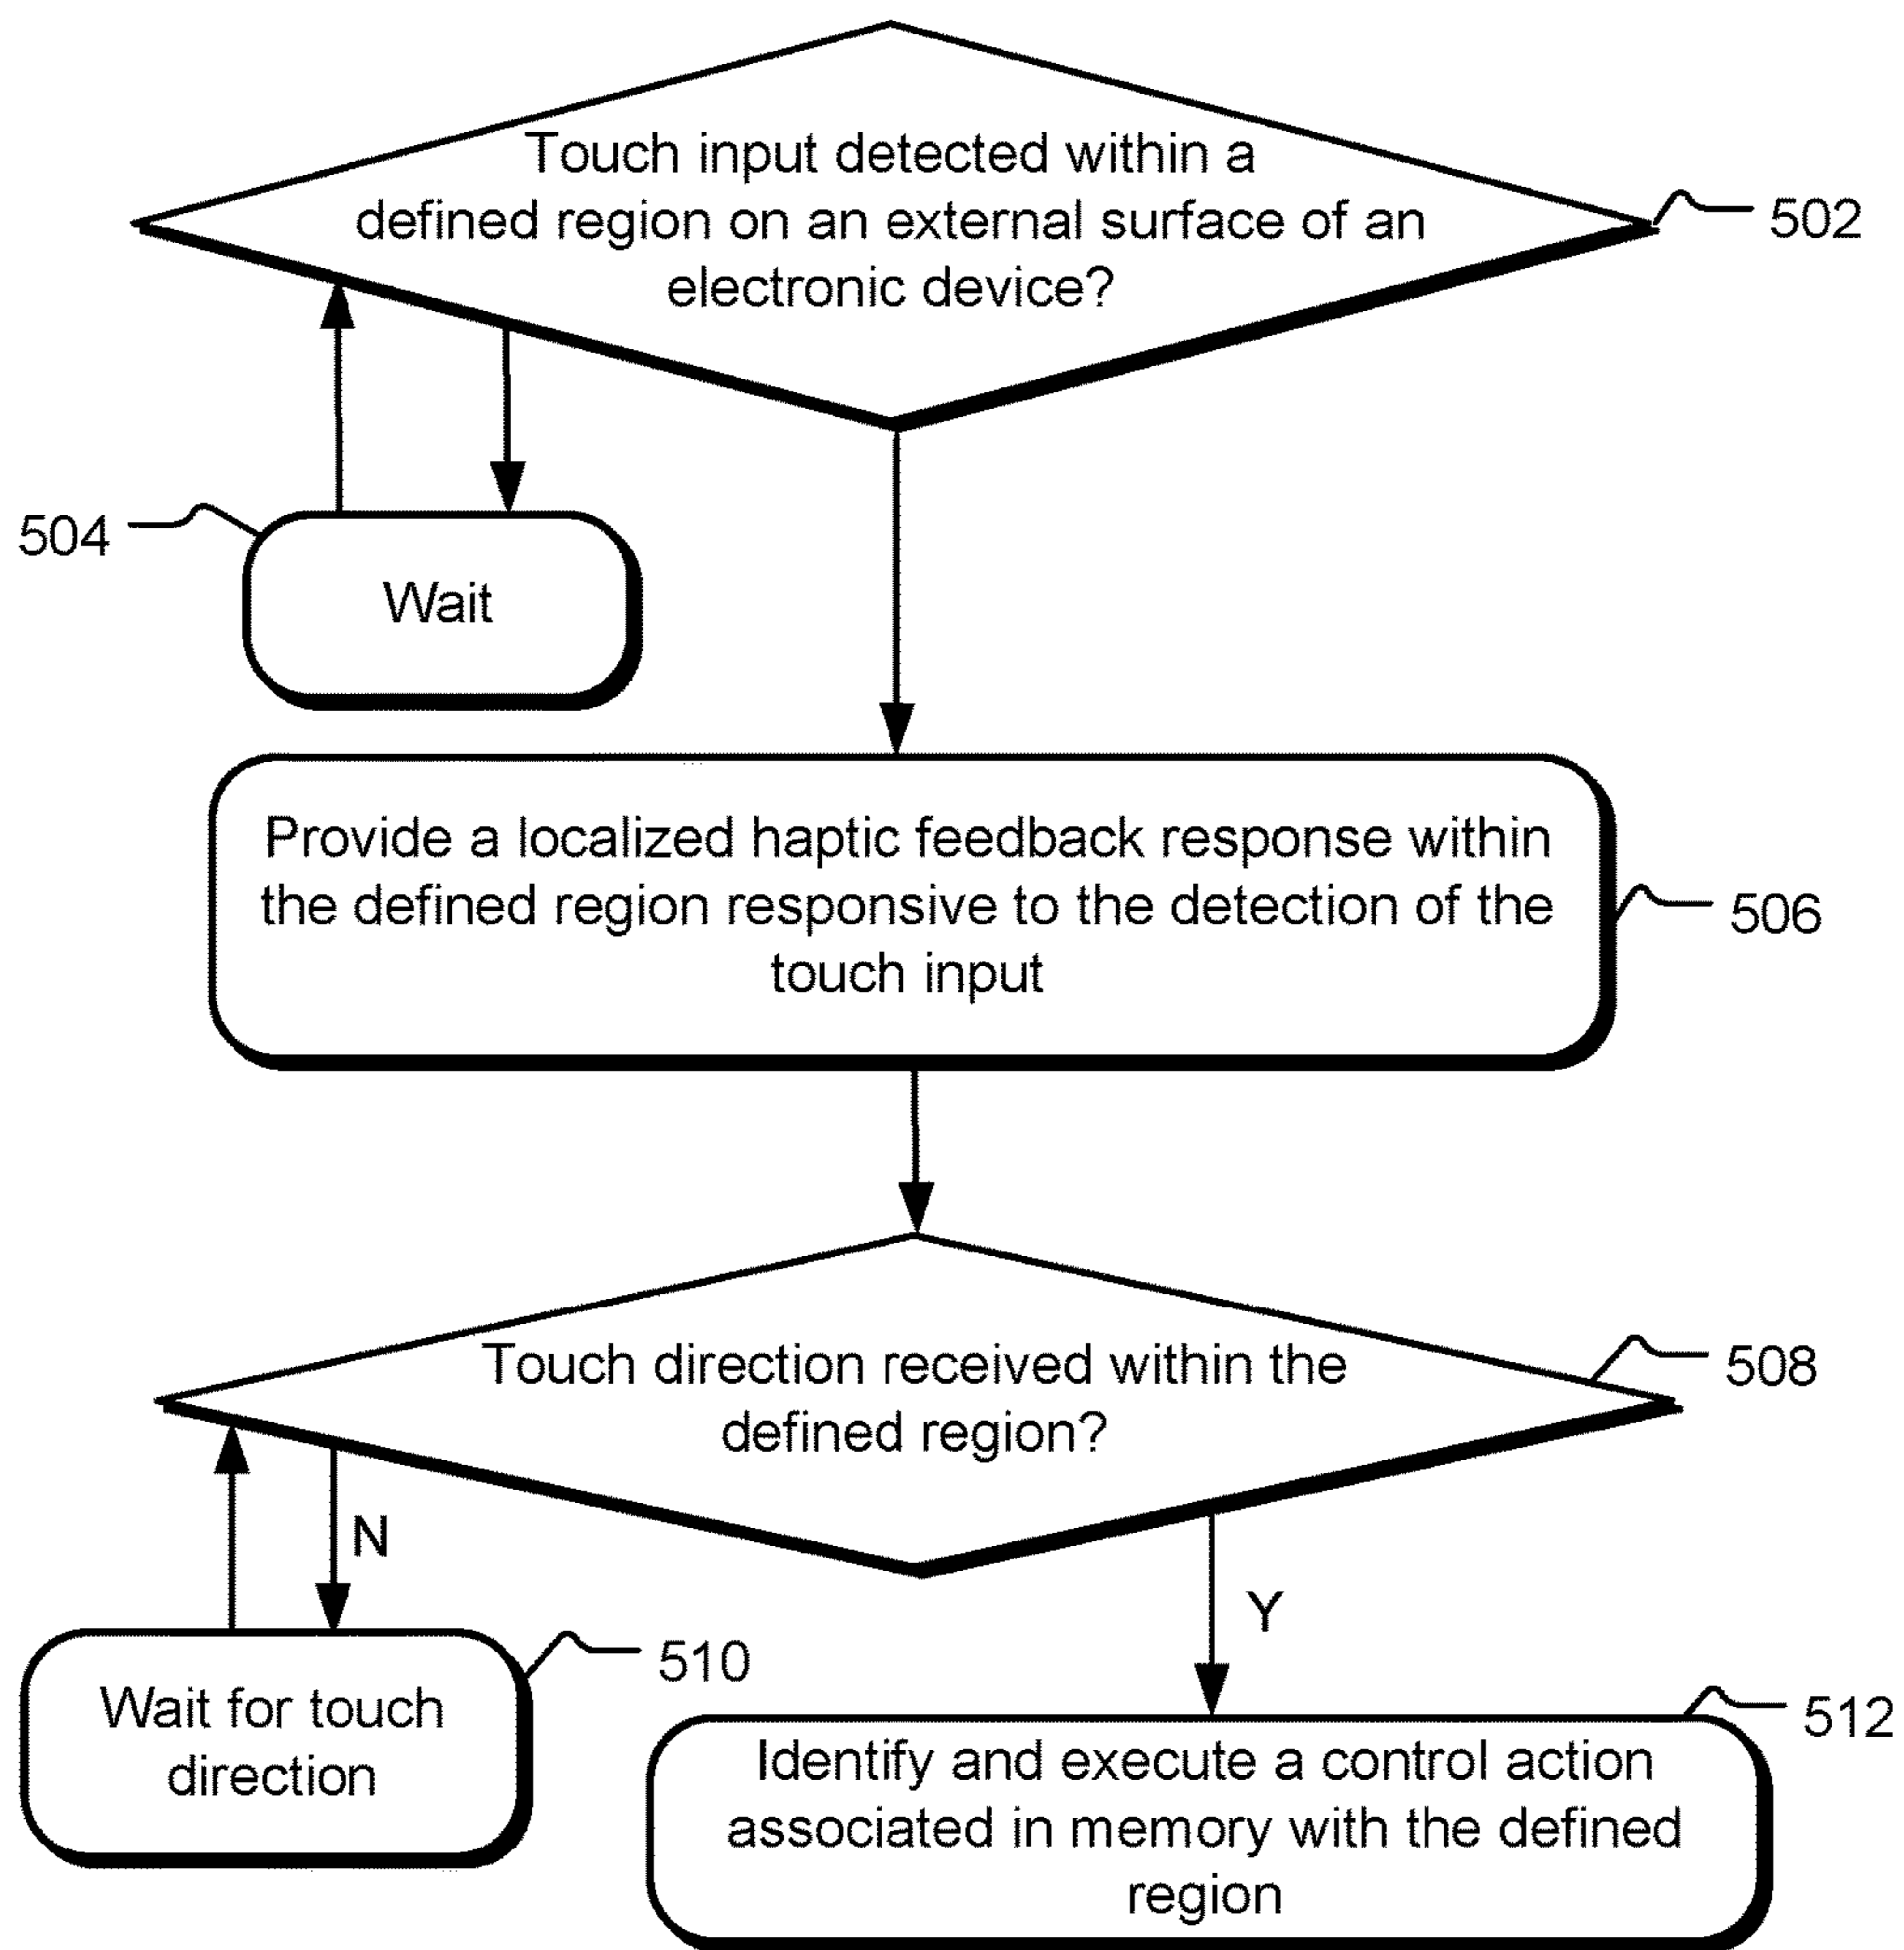 Touch input detected within a
defined region on an external surface of an
electronic device?
502
504
Wait
Provide a localized haptic feedback response within
the defined region responsive to the detection of the
touch input
506
Touch direction received within the
defined region?
508
N
Y
510
Wait for touch
direction
512
Identify and execute a control action
associated in memory with the defined
region